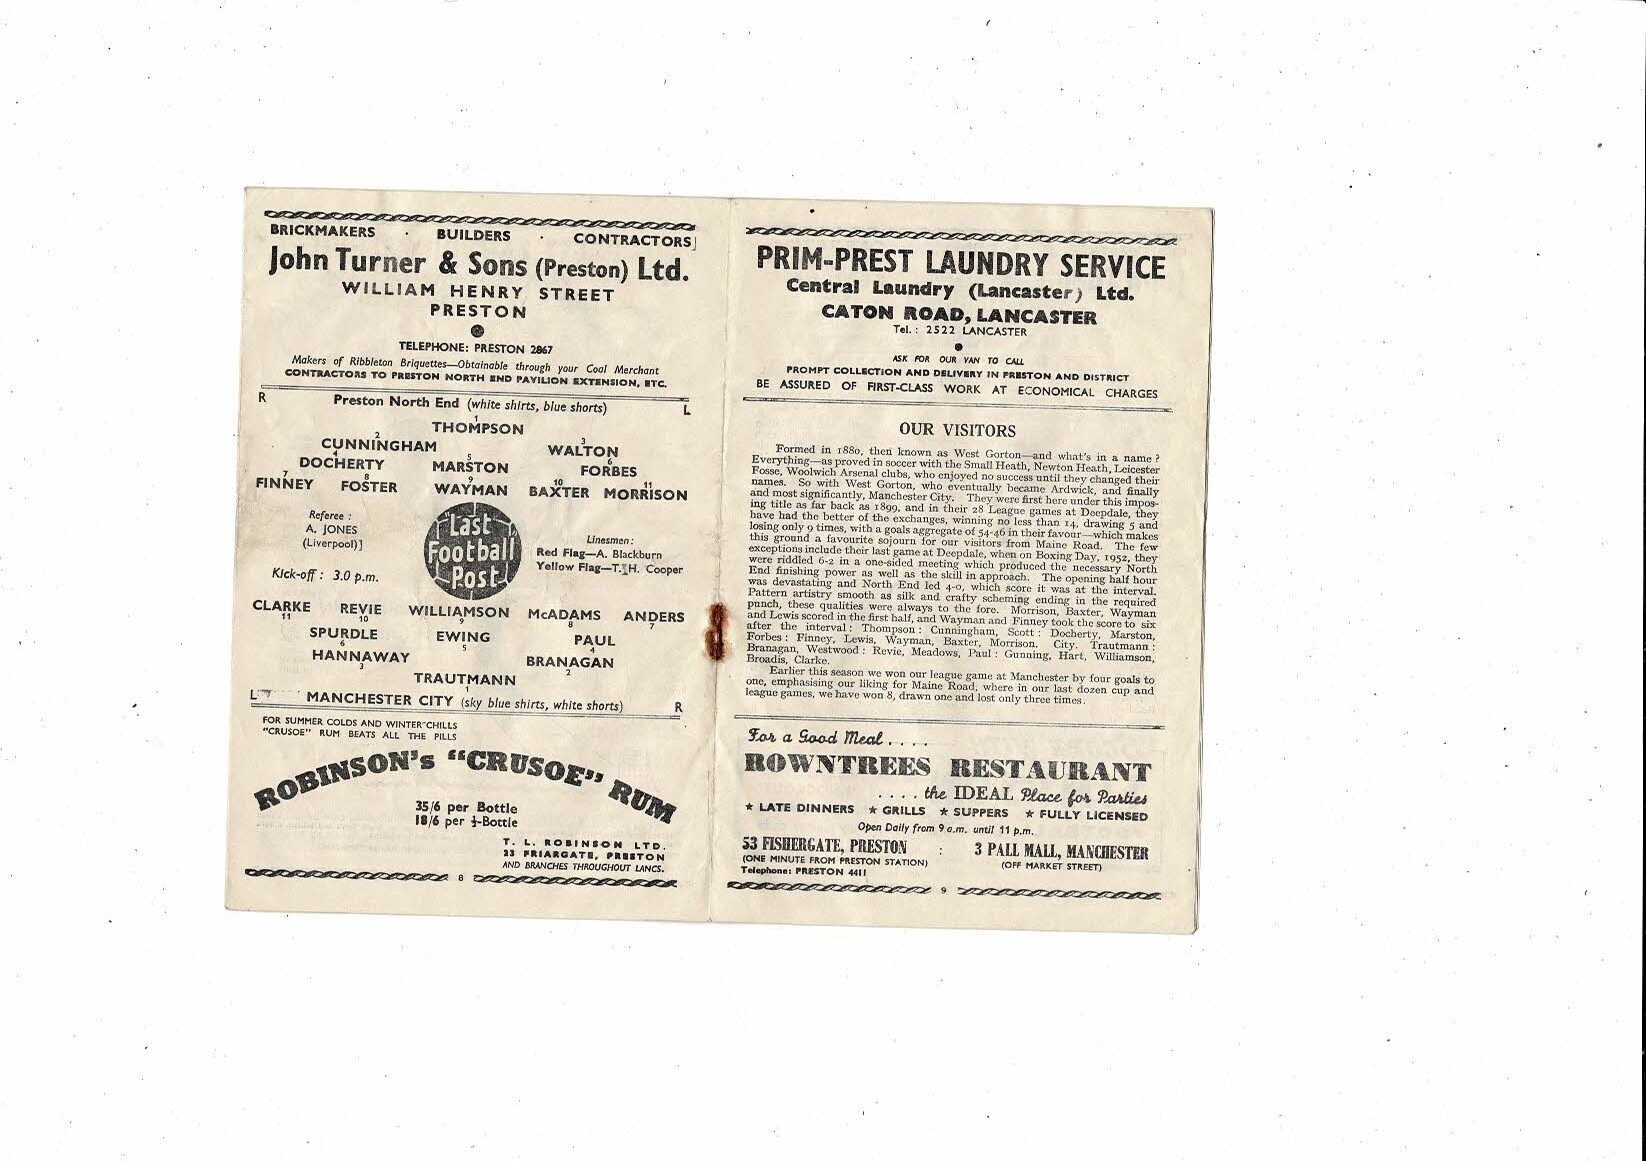 BRICKMAKERS · BUILDERS · CONTRACTORS
John Turner & Sons (Preston) Ltd.
WILLIAM HENRY STREET
PRESTON
TELEPHONE: PRESTON 2867
Makers of Ribbleton Briquettes—Obtainable through your Coal Merchant
CONTRACTORS TO PRESTON NORTH END PAVILION EXTENSION, ETC.
R Preston North End (white shirts, blue shorts) L
1
THOMPSON
2 3
CUNNINGHAM WALTON
4 5 6
DOCHERTY MARSTON FORBES
7 8 9 10 11
FINNEY FOSTER WAYMAN BAXTER MORRISON
Referee :
A. JONES
(Liverpool)]
Kick-off : 3.0 p.m.
Last
Football
Post
Linesmen :
Red Flag—A. Blackburn
Yellow Flag—T. H. Cooper
CLARKE REVIE WILLIAMSON McADAMS ANDERS
11 10 9 8 7
SPURDLE EWING PAUL
6 5 4
HANNAWAY BRANAGAN
3 2
TRAUTMANN
1
L MANCHESTER CITY (sky blue shirts, white shorts) R
FOR SUMMER COLDS AND WINTER CHILLS
"CRUSOE" RUM BEATS ALL THE PILLS
ROBINSON's "CRUSOE" RUM
35/6 per Bottle
18/6 per ½-Bottle
T. L. ROBINSON LTD.
23 FRIARGATE, PRESTON
AND BRANCHES THROUGHOUT LANCS.
8
PRIM-PREST LAUNDRY SERVICE
Central Laundry (Lancaster) Ltd.
CATON ROAD, LANCASTER
Tel. : 2522 LANCASTER
ASK FOR OUR VAN TO CALL
PROMPT COLLECTION AND DELIVERY IN PRESTON AND DISTRICT
BE ASSURED OF FIRST-CLASS WORK AT ECONOMICAL CHARGES
OUR VISITORS
Formed in 1880, then known as West Gorton—and what's in a name ?
Everything—as proved in soccer with the Small Heath, Newton Heath, Leicester
Fosse, Woolwich Arsenal clubs, who enjoyed no success until they changed their
names. So with West Gorton, who eventually became Ardwick, and finally
and most significantly, Manchester City. They were first here under this impos-
ing title as far back as 1899, and in their 28 League games at Deepdale, they
have had the better of the exchanges, winning no less than 14, drawing 5 and
losing only 9 times, with a goals aggregate of 54-46 in their favour—which makes
this ground a favourite sojourn for our visitors from Maine Road. The few
exceptions include their last game at Deepdale, when on Boxing Day, 1952, they
were riddled 6-2 in a one-sided meeting which produced the necessary North
End finishing power as well as the skill in approach. The opening half hour
was devastating and North End led 4-0, which score it was at the interval.
Pattern artistry smooth as silk and crafty scheming ending in the required
punch, these qualities were always to the fore. Morrison, Baxter, Wayman
and Lewis scored in the first half, and Wayman and Finney took the score to six
after the interval : Thompson : Cunningham, Scott : Docherty, Marston,
Forbes : Finney, Lewis, Wayman, Baxter, Morrison. City. Trautmann :
Branagan, Westwood : Revie, Meadows, Paul : Gunning, Hart, Williamson,
Broadis, Clarke.
Earlier this season we won our league game at Manchester by four goals to
one, emphasising our liking for Maine Road, where in our last dozen cup and
league games, we have won 8, drawn one and lost only three times.
For a Good Meal . . . .
ROWNTREES RESTAURANT
. . . . the IDEAL Place for Parties
★ LATE DINNERS ★ GRILLS ★ SUPPERS ★ FULLY LICENSED
Open Daily from 9 a.m. until 11 p.m.
53 FISHERGATE, PRESTON : 3 PALL MALL, MANCHESTER
(ONE MINUTE FROM PRESTON STATION) (OFF MARKET STREET)
Telephone: PRESTON 4411
9